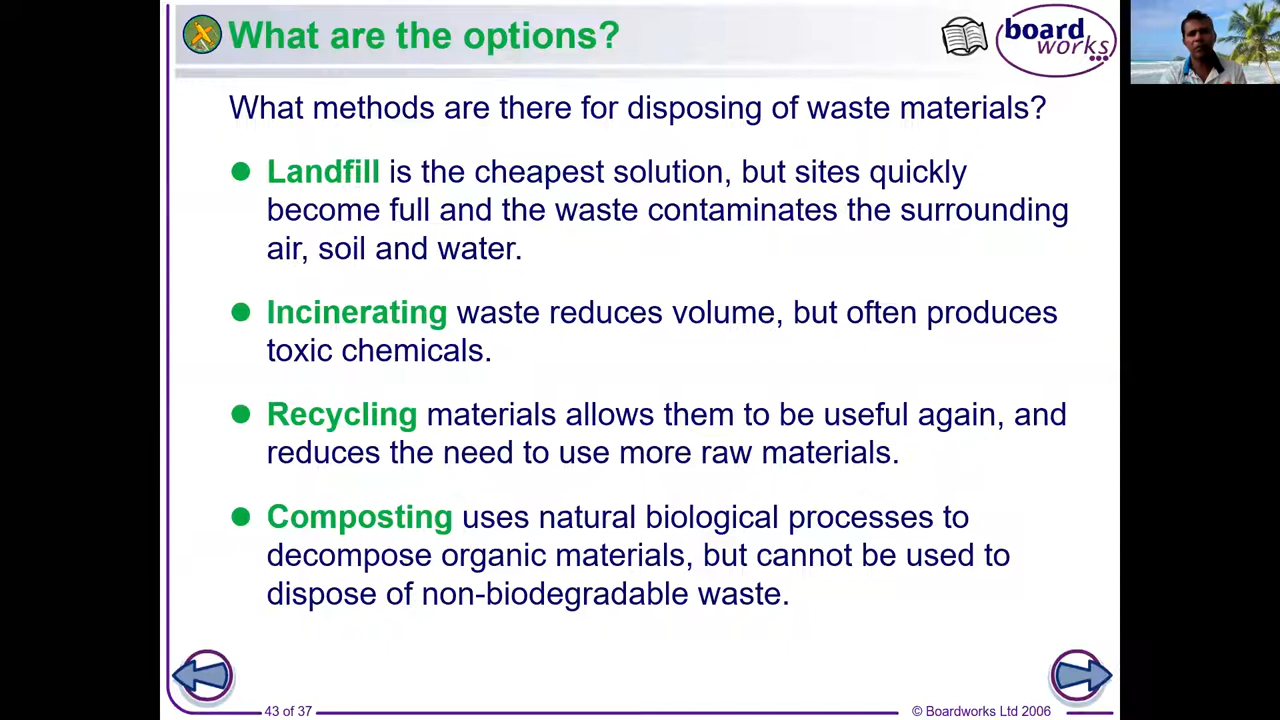 What are the options?
board
works
What methods are there for disposing of waste materials?
Landfill is the cheapest solution, but sites quickly
become full and the waste contaminates the surrounding
air, soil and water.
Incinerating waste reduces volume, but often produces
toxic chemicals.
Recycling materials allows them to be useful again, and
reduces the need to use more raw materials.
Composting uses natural biological processes to
decompose organic materials, but cannot be used to
dispose of non-biodegradable waste.
43 of 37
© Boardworks Ltd 2006